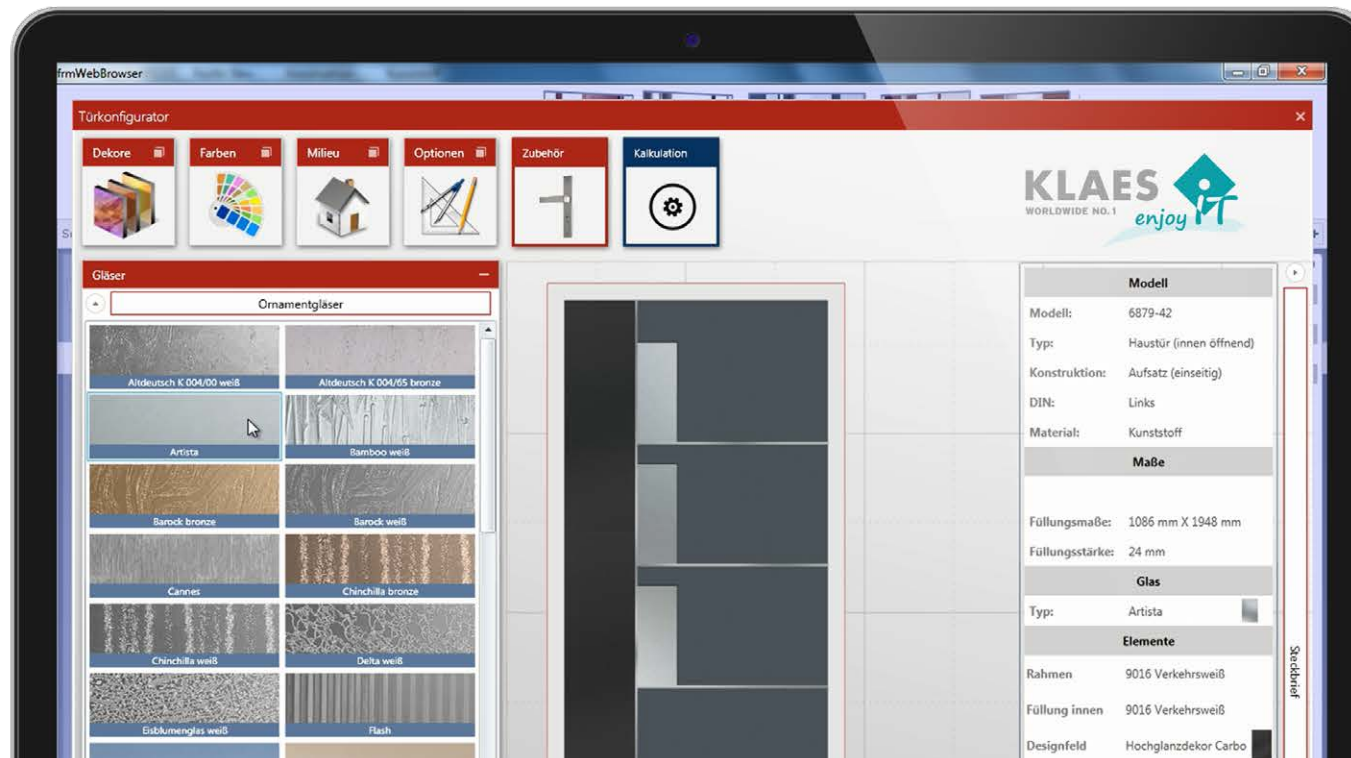 frmWebBrowser
Türkonfigurator
Dekore
Farben
Milieu
Optionen
Zubehör
Kalkulation
KLAES
WORLDWIDE NO. 1
enjoy iT
Gläser
Ornamentgläser
Altdeutsch K 004/00 weiß
Altdeutsch K 004/65 bronze
Artista
Bamboo weiß
Barock bronze
Barock weiß
Cannes
Chinchilla bronze
Chinchilla weiß
Delta weiß
Eisblumenglas weiß
Flash
Modell
Modell: 6879-42
Typ: Haustür (innen öffnend)
Konstruktion: Aufsatz (einseitig)
DIN: Links
Material: Kunststoff
Maße
Füllungsmaße: 1086 mm X 1948 mm
Füllungsstärke: 24 mm
Glas
Typ: Artista
Elemente
Rahmen 9016 Verkehrsweiß
Füllung innen 9016 Verkehrsweiß
Designfeld Hochglanzdekor Carbo
Steckbrief